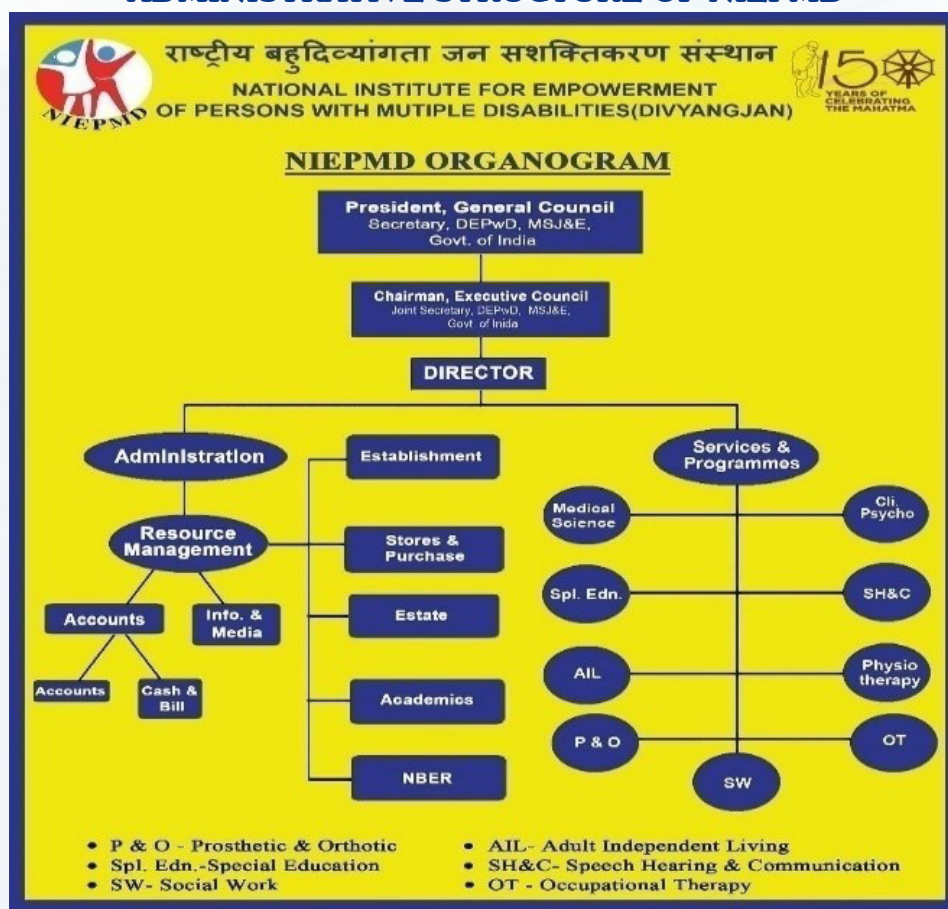 ADMINISTRATIVE STRUCTURE OF NIEPMD
राष्ट्रीय बहुदिव्यांगता जन सशक्तिकरण संस्थान
NATIONAL INSTITUTE FOR EMPOWERMENT
OF PERSONS WITH MUTIPLE DISABILITIES(DIVYANGJAN)
NIEPMD
150
YEARS OF
CELEBRATING
THE MAHATMA
NIEPMD ORGANOGRAM
President, General Council
Secretary, DEPwD, MSJ&E,
Govt. of India
Chairman, Executive Council
Joint Secretary, DEPwD, MSJ&E,
Govt of Inida
DIRECTOR
Administration
Establishment
Services &
Programmes
Resource
Management
Stores &
Purchase
Medical
Science
Cli.
Psycho
Accounts
Info. &
Media
Estate
Spl. Edn.
SH&C
Accounts
Cash &
Bill
Academics
AIL
Physio
therapy
NBER
P & O
OT
SW
• P & O - Prosthetic & Orthotic
• Spl. Edn.-Special Education
• SW- Social Work
• AIL- Adult Independent Living
• SH&C- Speech Hearing & Communication
• OT - Occupational Therapy